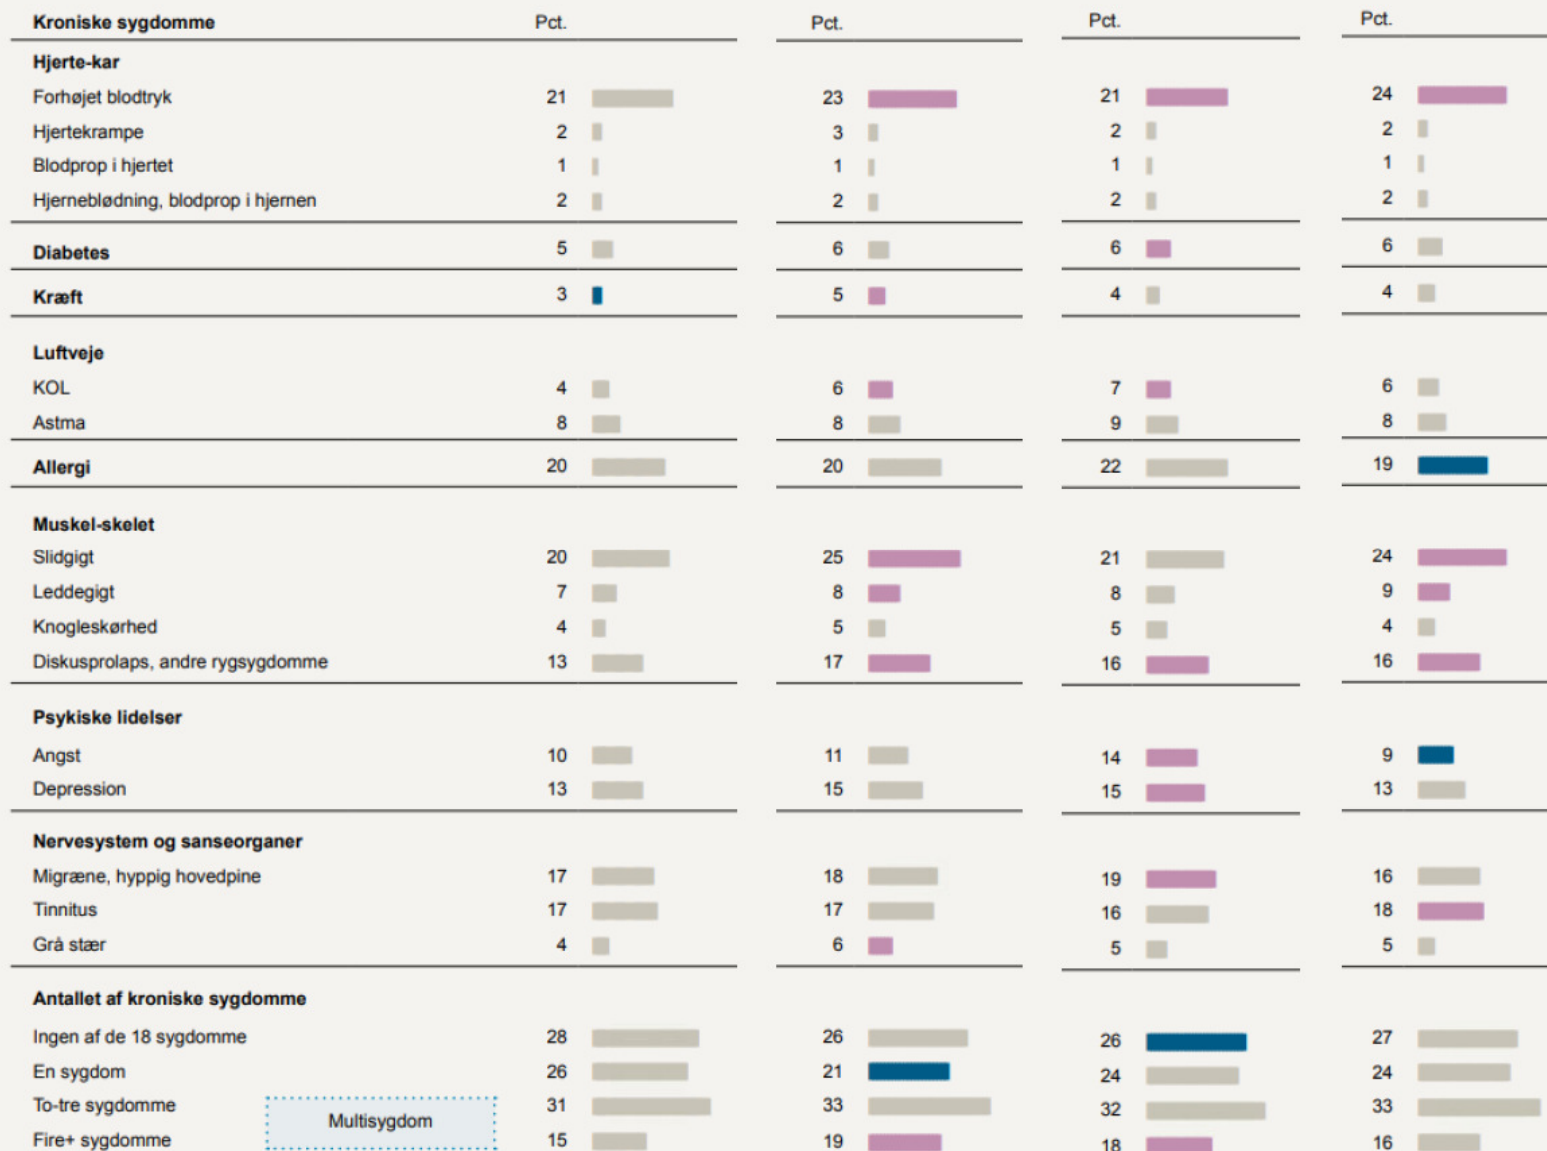 Kroniske sygdomme Pct. Pct. Pct. Pct.
Hjerte-kar
Forhøjet blodtryk 21 23 21 24
Hjertekrampe 2 3 2 2
Blodprop i hjertet 1 1 1 1
Hjerneblødning, blodprop i hjernen 2 2 2 2
Diabetes 5 6 6 6
Kræft 3 5 4 4
Luftveje
KOL 4 6 7 6
Astma 8 8 9 8
Allergi 20 20 22 19
Muskel-skelet
Slidgigt 20 25 21 24
Leddegigt 7 8 8 9
Knogleskørhed 4 5 5 4
Diskusprolaps, andre rygsygdomme 13 17 16 16
Psykiske lidelser
Angst 10 11 14 9
Depression 13 15 15 13
Nervesystem og sanseorganer
Migræne, hyppig hovedpine 17 18 19 16
Tinnitus 17 17 16 18
Grå stær 4 6 5 5
Antallet af kroniske sygdomme
Ingen af de 18 sygdomme 28 26 26 27
En sygdom 26 21 24 24
To-tre sygdomme 31 33 32 33
Multisygdom
Fire+ sygdomme 15 19 18 16